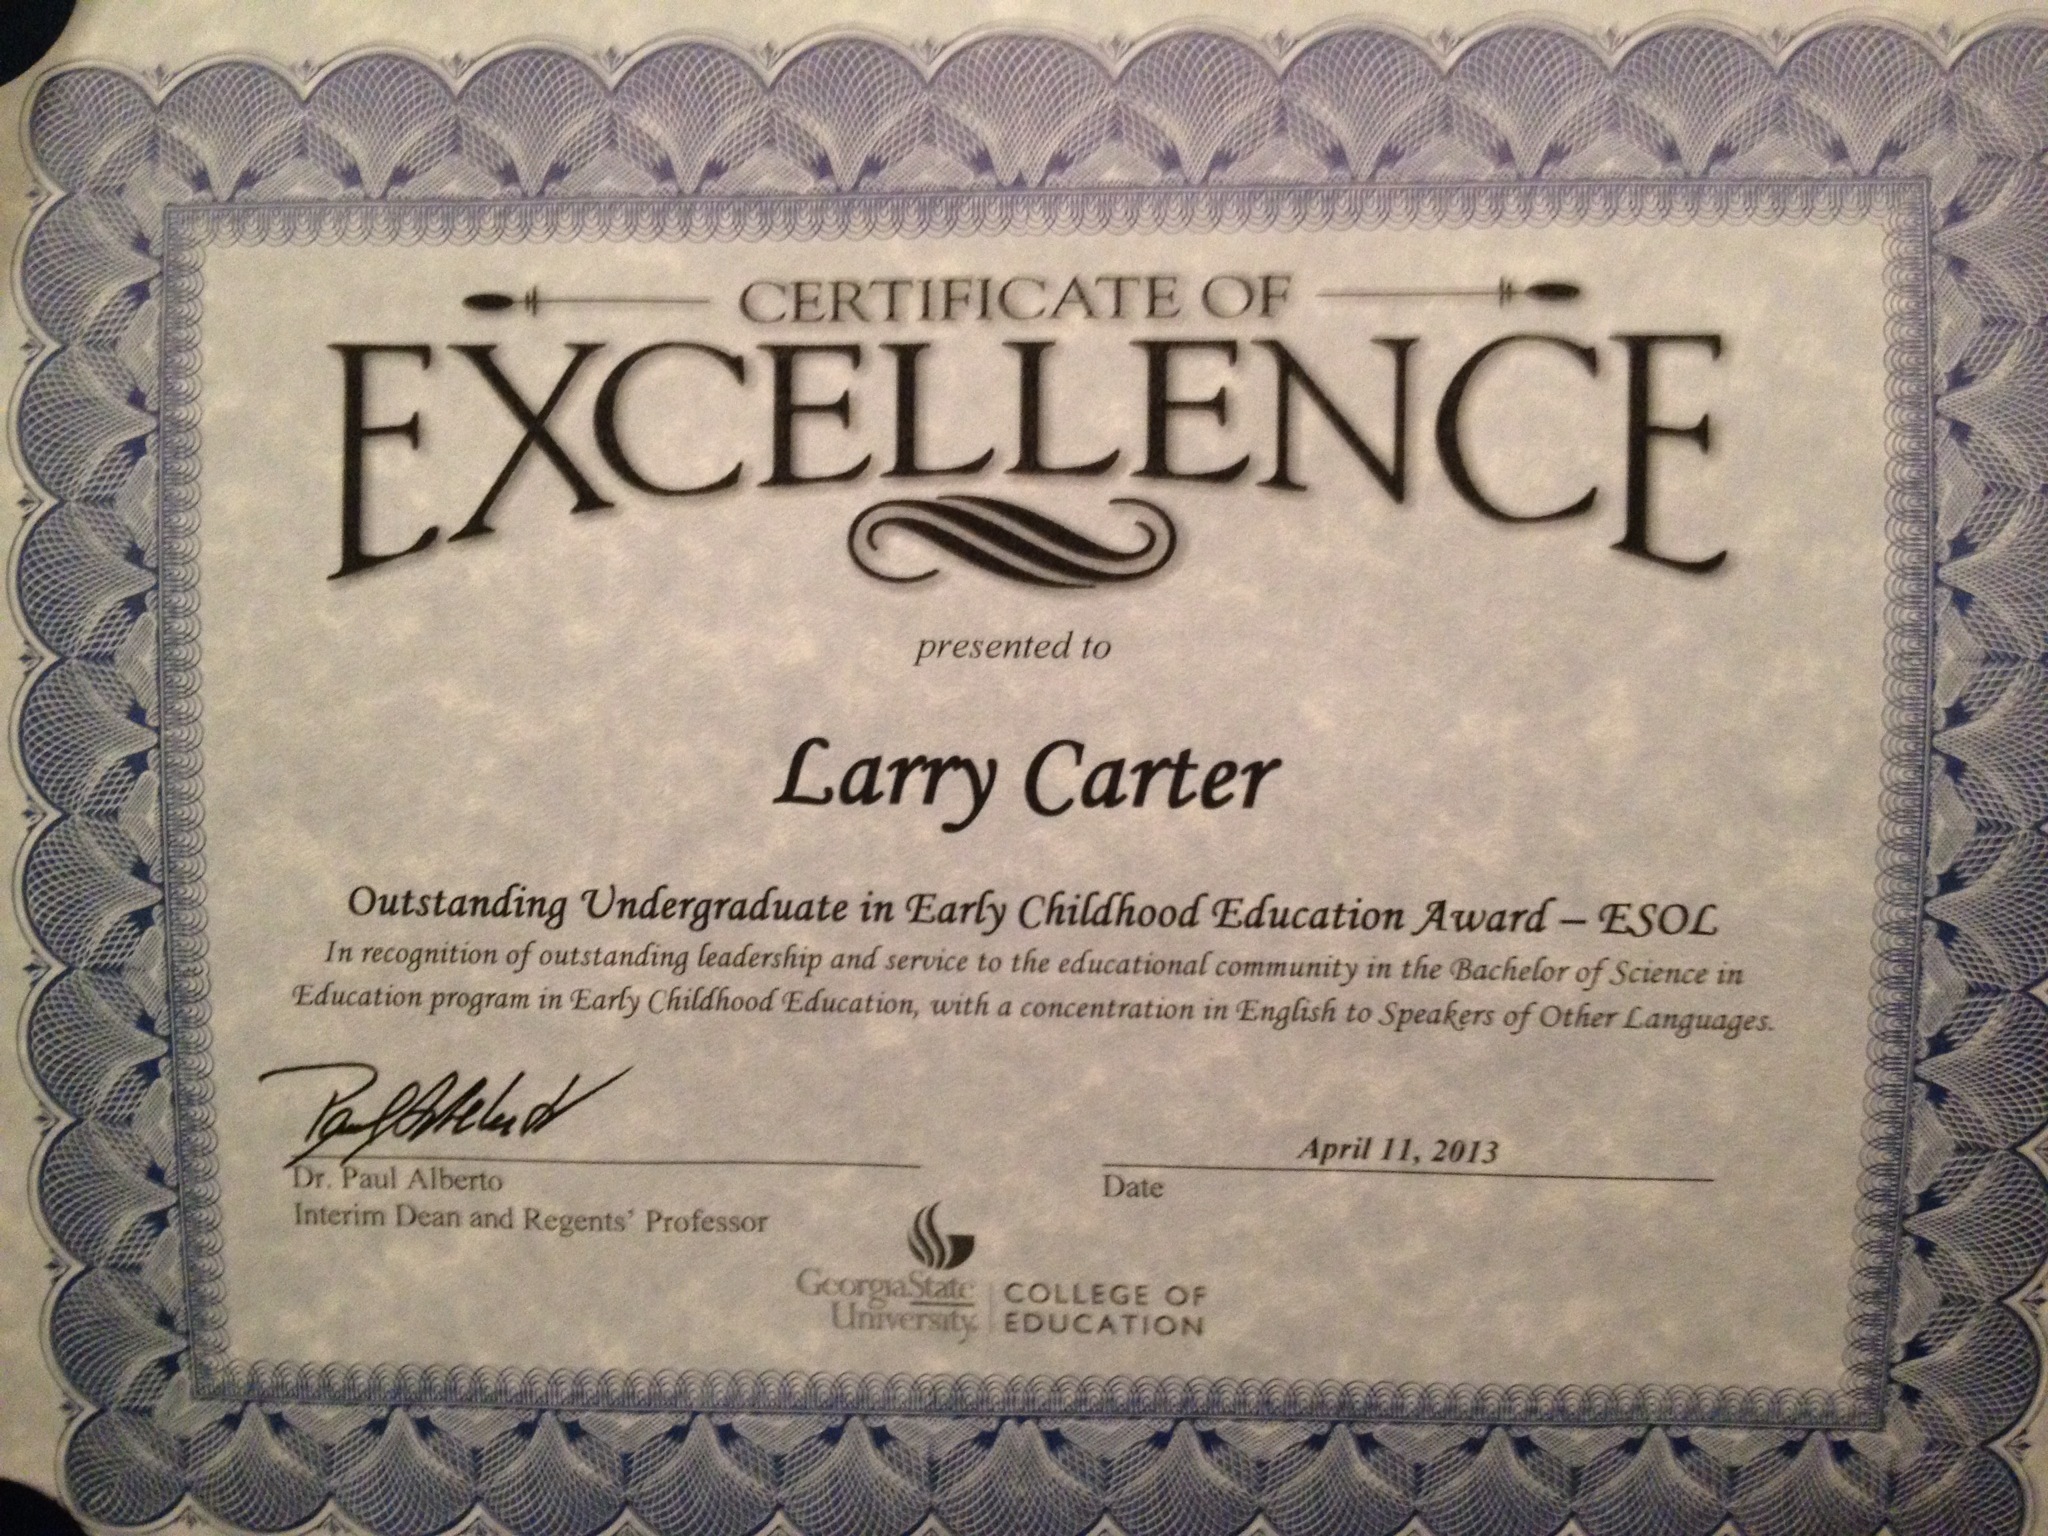 CERTIFICATE OF
EXCELLENCE
presented to
Larry Carter
Outstanding Undergraduate in Early Childhood Education Award – ESOL
In recognition of outstanding leadership and service to the educational community in the Bachelor of Science in
Education program in Early Childhood Education, with a concentration in English to Speakers of Other Languages.
Paul Alberto
April 11, 2013
Dr. Paul Alberto
Date
Interim Dean and Regents' Professor
GeorgiaState
University
COLLEGE OF
EDUCATION